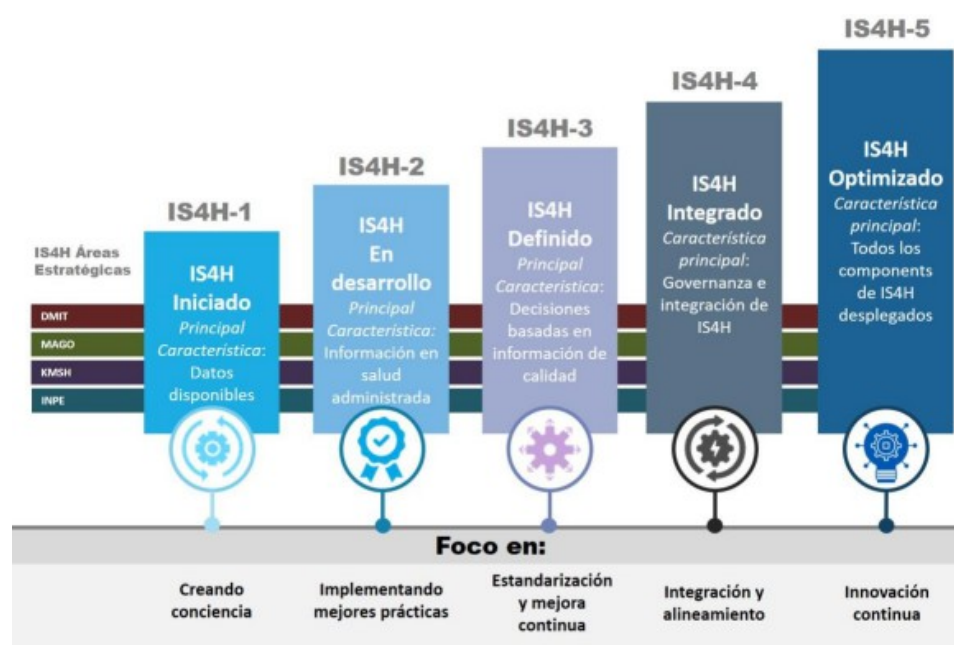 IS4H-1
IS4H-2
IS4H-3
IS4H-4
IS4H-5
IS4H Áreas
Estratégicas
DMIT
MAGO
KMSH
INPE
IS4H
Iniciado
Principal
Característica:
Datos
disponibles
IS4H
En
desarrollo
Principal
Característica:
Información en
salud
administrada
IS4H
Definido
Principal
Característica:
Decisiones
basadas en
información de
calidad
IS4H
Integrado
Característica
principal:
Governanza e
integración de
IS4H
IS4H
Optimizado
Característica
principal:
Todos los
components
de IS4H
desplegados
Foco en:
Creando
conciencia
Implementando
mejores prácticas
Estandarización
y mejora
continua
Integración y
alineamiento
Innovación
continua